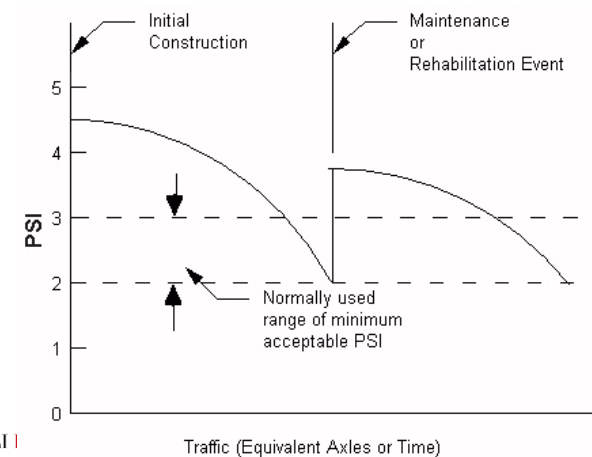 Initial
Construction
Maintenance
or
Rehabilitation Event
5
4
3
2
1
0
PSI
Normally used
range of minimum
acceptable PSI
Traffic (Equivalent Axles or Time)